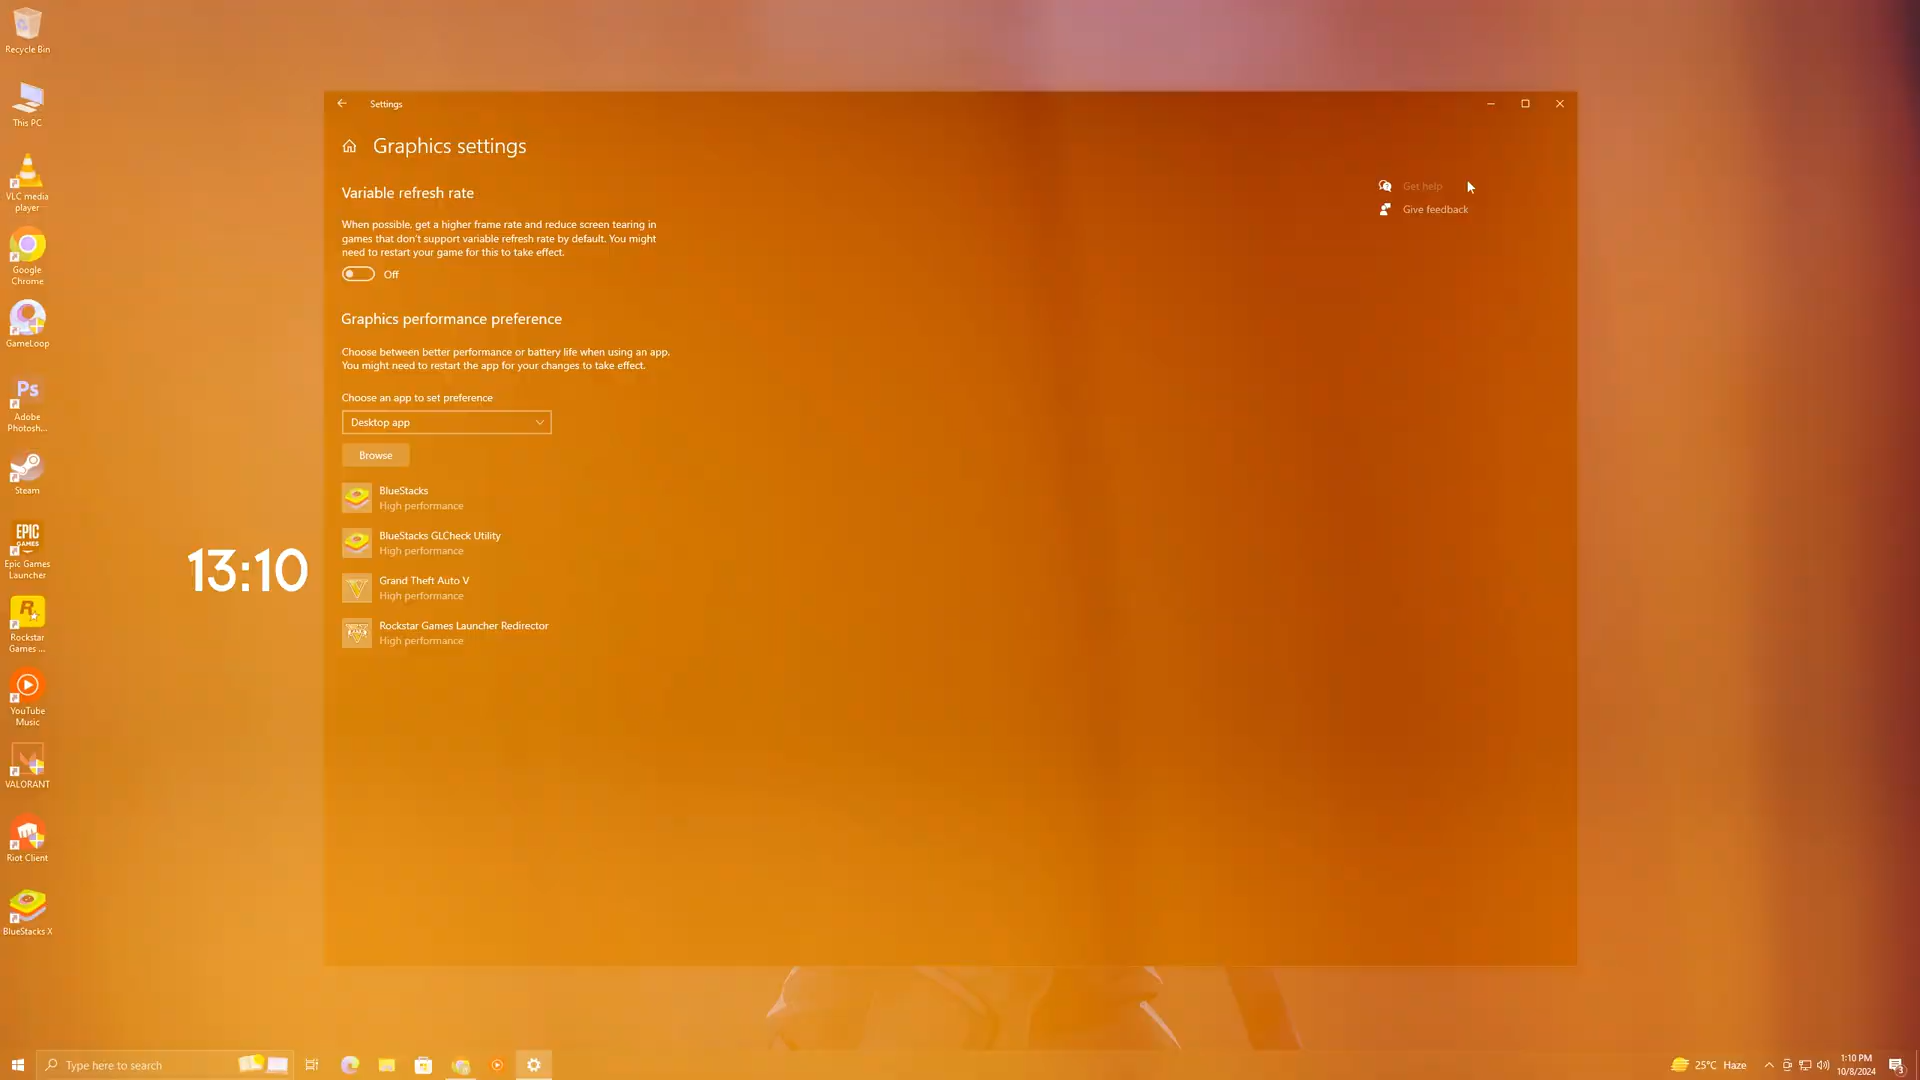 Recycle Bin
This PC
VLC media
player
Google
Chrome
GameLoop
Ps
Adobe
Photosh...
Steam
EPIC
GAMES
Epic Games
Launcher
R
Rockstar
Games ...
YouTube
Music
VALORANT
Riot Client
BlueStacks X
13:10
Settings
Graphics settings
Variable refresh rate
When possible, get a higher frame rate and reduce screen tearing in
games that don't support variable refresh rate by default. You might
need to restart your game for this to take effect.
Off
Graphics performance preference
Choose between better performance or battery life when using an app.
You might need to restart the app for your changes to take effect.
Choose an app to set preference
Desktop app
Browse
BlueStacks
High performance
BlueStacks GLCheck Utility
High performance
Grand Theft Auto V
High performance
Rockstar Games Launcher Redirector
High performance
Get help
Give feedback
Type here to search
25°C Haze
1:10 PM
10/8/2024
3